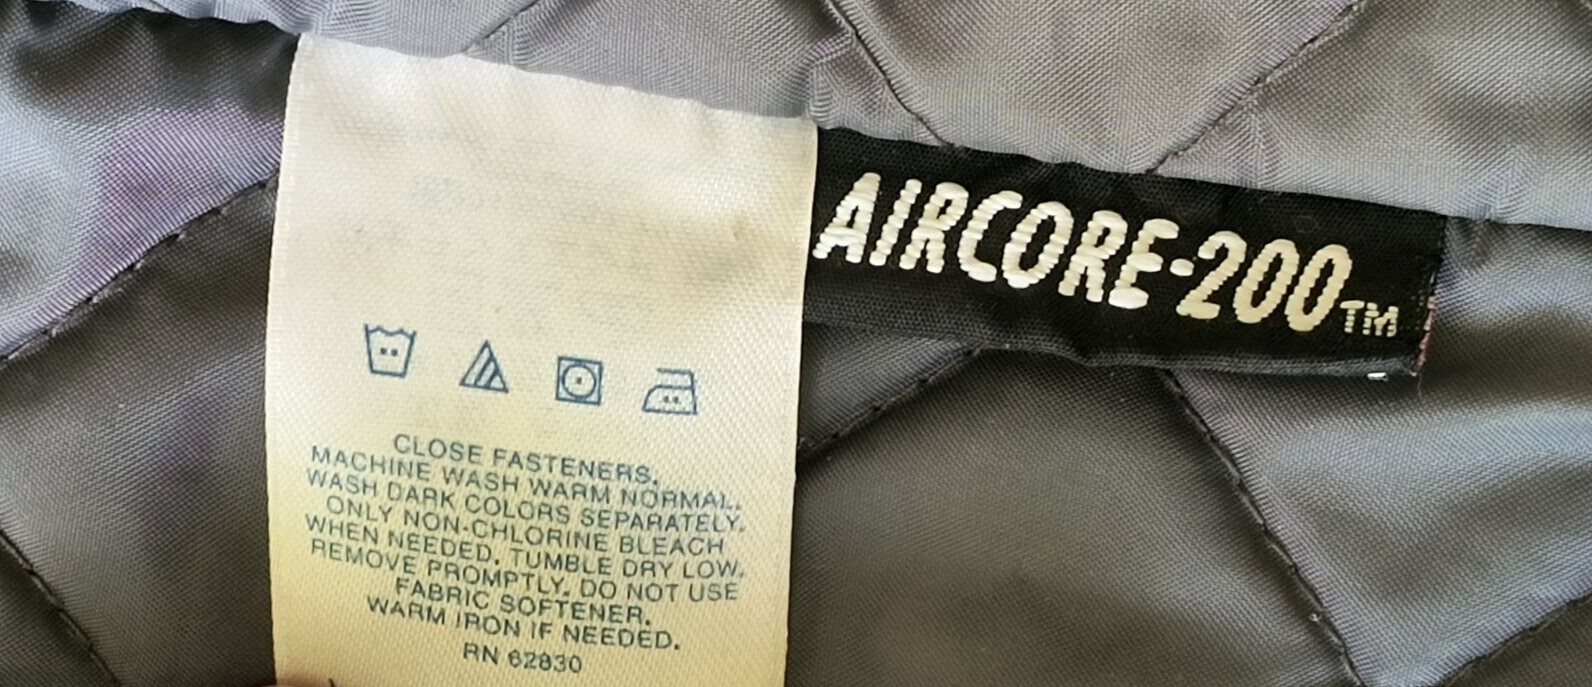 AIRCORE-200™
CLOSE FASTENERS.
MACHINE WASH WARM NORMAL.
WASH DARK COLORS SEPARATELY.
ONLY NON-CHLORINE BLEACH
WHEN NEEDED. TUMBLE DRY LOW.
REMOVE PROMPTLY. DO NOT USE
FABRIC SOFTENER.
WARM IRON IF NEEDED.
RN 62830